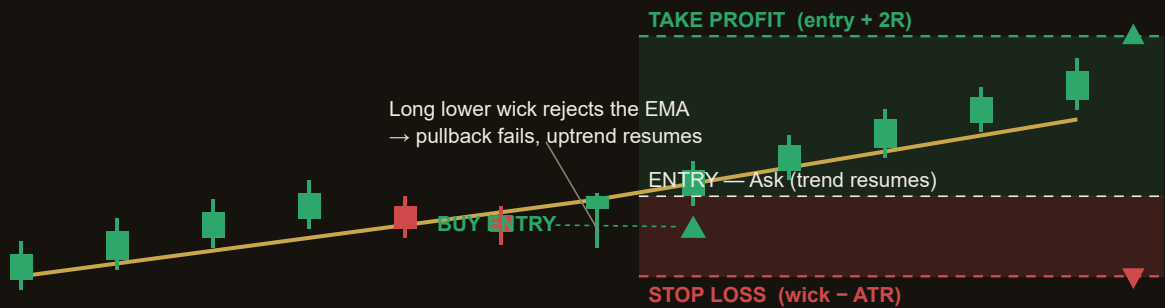 TAKE PROFIT (entry + 2R)
Long lower wick rejects the EMA
→ pullback fails, uptrend resumes
ENTRY — Ask (trend resumes)
BUY ENTRY
STOP LOSS (wick − ATR)